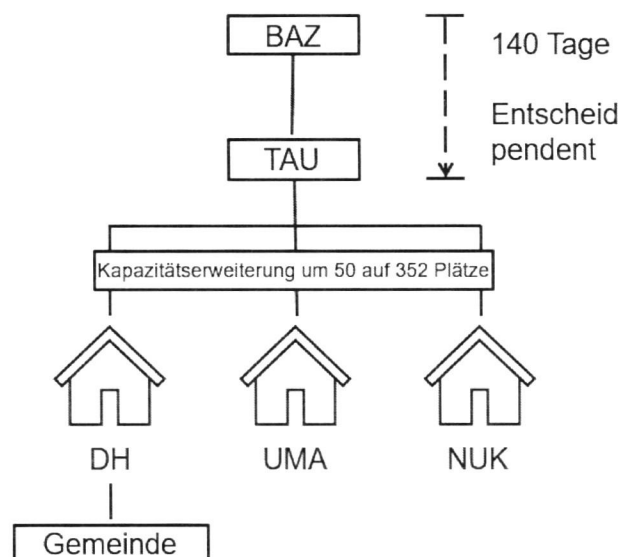 BAZ
140 Tage
Entscheid
pendent
TAU
Kapazitätserweiterung um 50 auf 352 Plätze
DH
UMA
NUK
Gemeinde